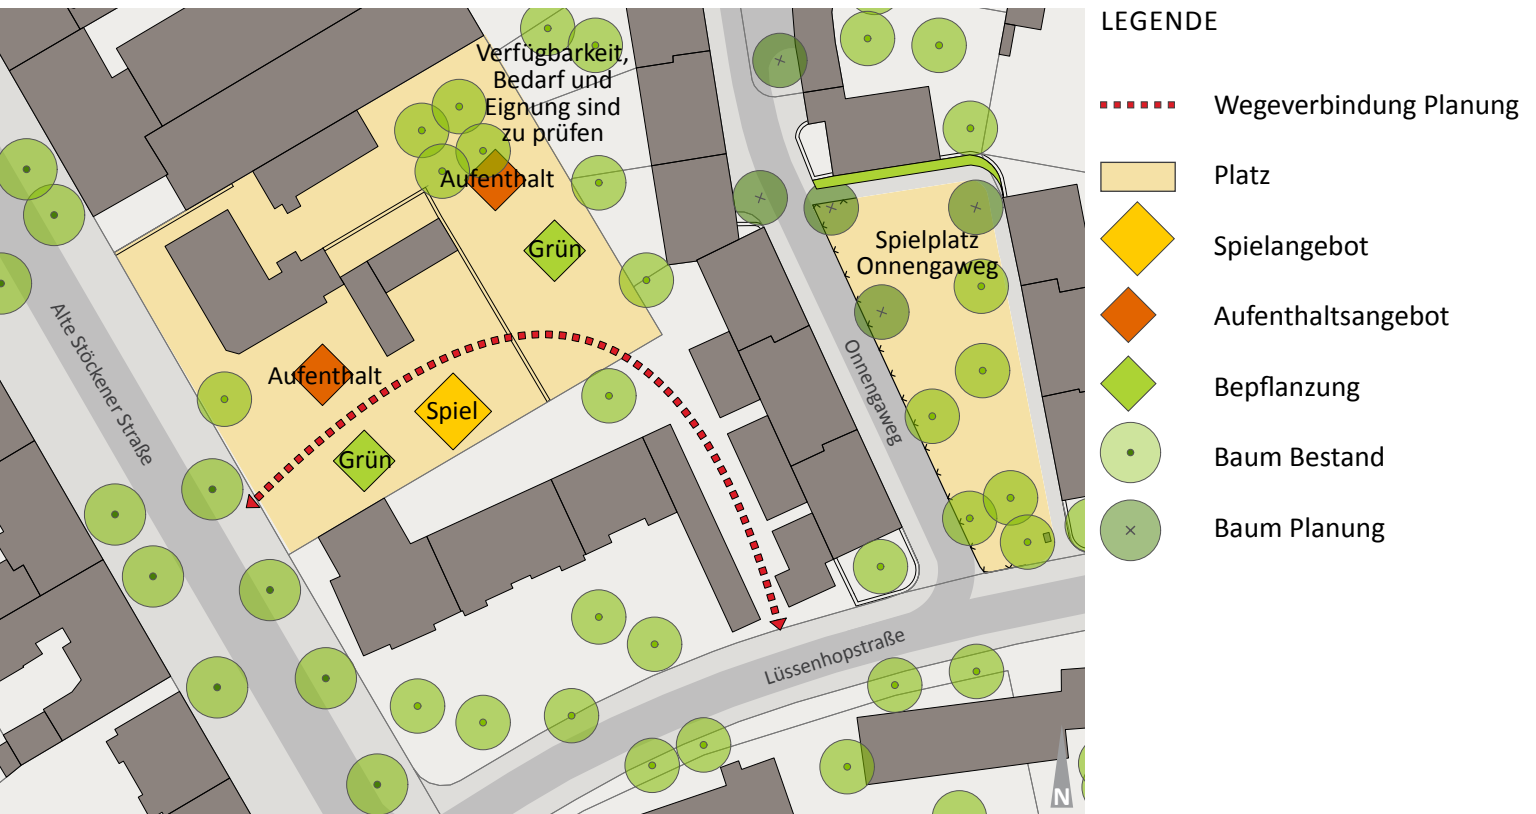 Verfügbarkeit,
Bedarf und
Eignung sind
zu prüfen
Aufenthalt
Grün
Spielplatz
Onnengaweg
Alte Stöckener Straße
Aufenthalt
Spiel
Grün
Onnengaweg
Lüssenhopstraße
N
LEGENDE
Wegeverbindung Planung
Platz
Spielangebot
Aufenthaltsangebot
Bepflanzung
Baum Bestand
Baum Planung